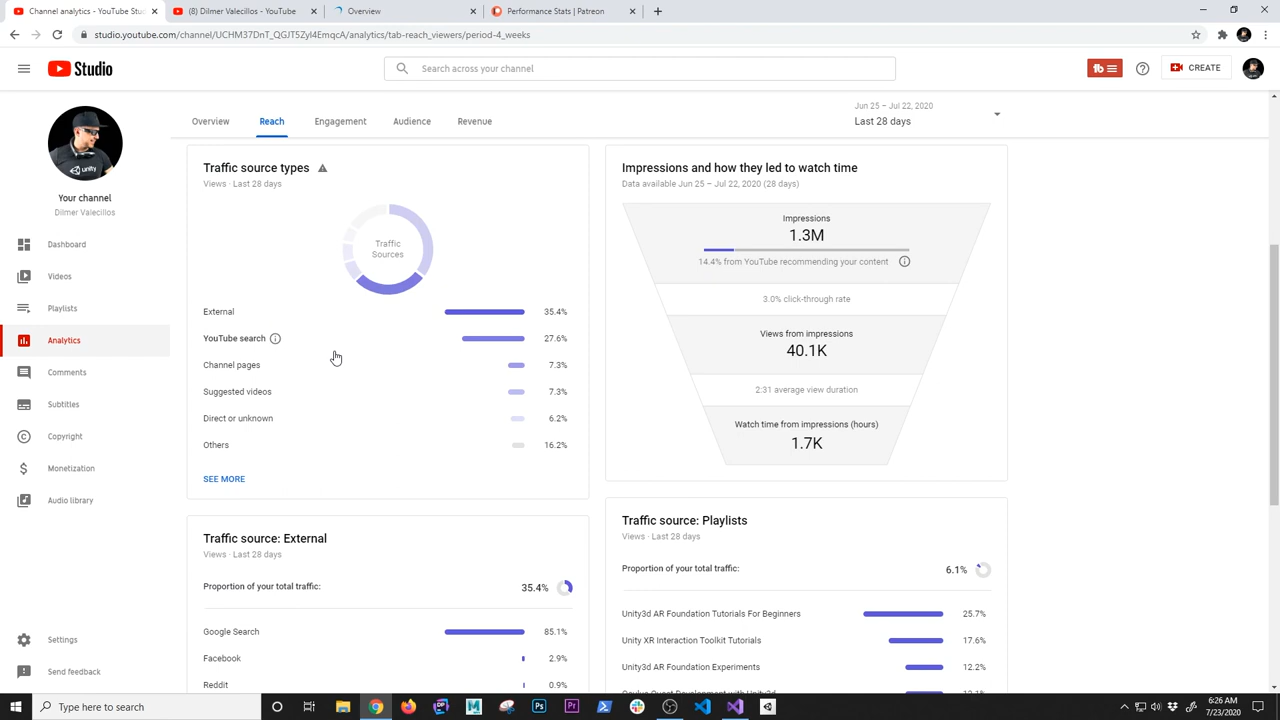 Channel analytics - YouTube Stu
(8) Dilmer Valecillos - YouTube
Overview
Performance Stats | Patreon
studio.youtube.com/channel/UCHM37DnT_QGJT5Zyl4EmqcA/analytics/tab-reach_viewers/period-4_weeks
Studio
Search across your channel
CREATE
unity
Your channel
Dilmer Valecillos
Dashboard
Videos
Playlists
Analytics
Comments
Subtitles
Copyright
Monetization
Audio library
Settings
Send feedback
Overview
Reach
Engagement
Audience
Revenue
Jun 25 – Jul 22, 2020
Last 28 days
Traffic source types
Views · Last 28 days
Traffic
Sources
External 35.4%
YouTube search 27.6%
Channel pages 7.3%
Suggested videos 7.3%
Direct or unknown 6.2%
Others 16.2%
SEE MORE
Impressions and how they led to watch time
Data available Jun 25 – Jul 22, 2020 (28 days)
Impressions
1.3M
14.4% from YouTube recommending your content
3.0% click-through rate
Views from impressions
40.1K
2:31 average view duration
Watch time from impressions (hours)
1.7K
Traffic source: External
Views · Last 28 days
Proportion of your total traffic: 35.4%
Google Search 85.1%
Facebook 2.9%
Reddit 0.9%
Traffic source: Playlists
Views · Last 28 days
Proportion of your total traffic: 6.1%
Unity3d AR Foundation Tutorials For Beginners 25.7%
Unity XR Interaction Toolkit Tutorials 17.6%
Unity3d AR Foundation Experiments 12.2%
Type here to search
6:26 AM
7/23/2020